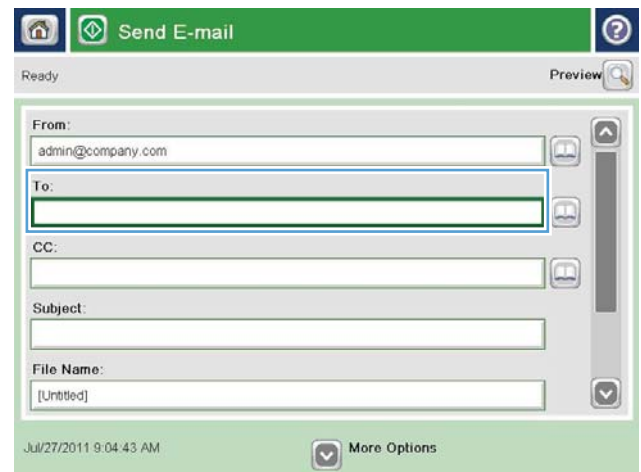 Send E-mail
?
Ready Preview
From:
admin@company.com
To:
CC:
Subject:
File Name:
[Untitled]
Jul/27/2011 9:04:43 AM More Options